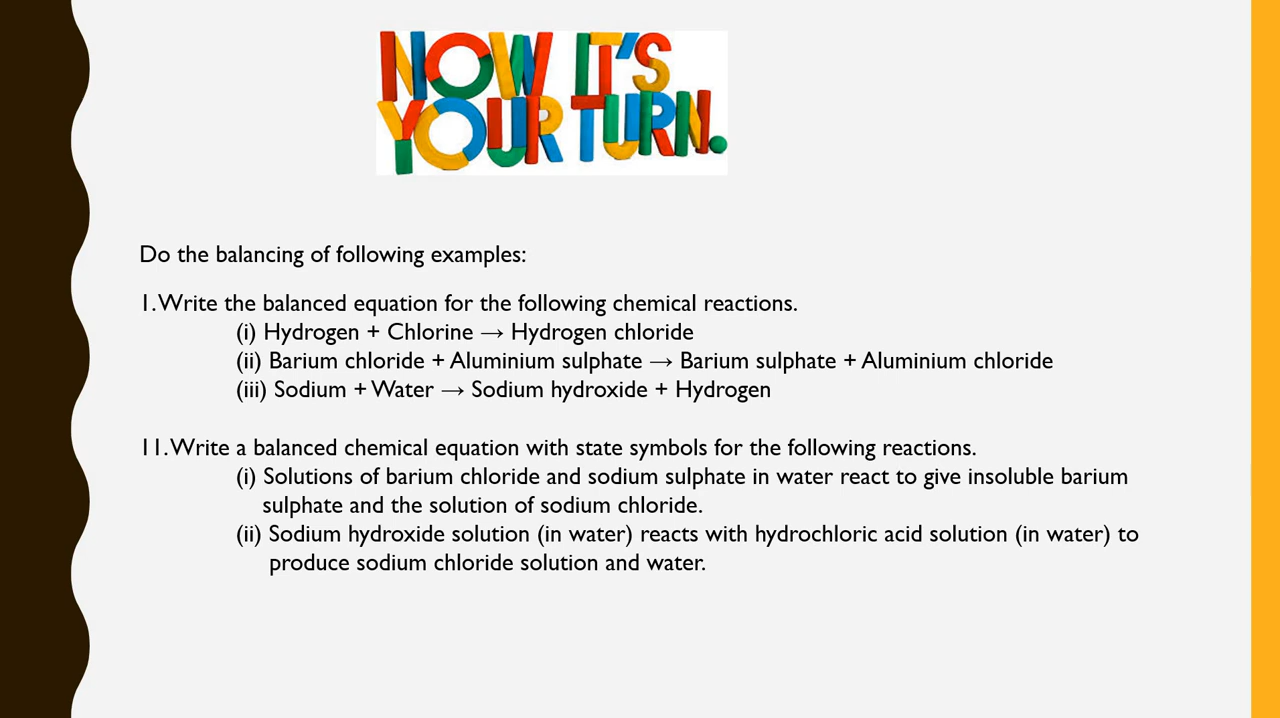 NOW IT'S
YOUR TURN.
Do the balancing of following examples:
1. Write the balanced equation for the following chemical reactions.
(i) Hydrogen + Chlorine → Hydrogen chloride
(ii) Barium chloride + Aluminium sulphate → Barium sulphate + Aluminium chloride
(iii) Sodium + Water → Sodium hydroxide + Hydrogen
11. Write a balanced chemical equation with state symbols for the following reactions.
(i) Solutions of barium chloride and sodium sulphate in water react to give insoluble barium
sulphate and the solution of sodium chloride.
(ii) Sodium hydroxide solution (in water) reacts with hydrochloric acid solution (in water) to
produce sodium chloride solution and water.